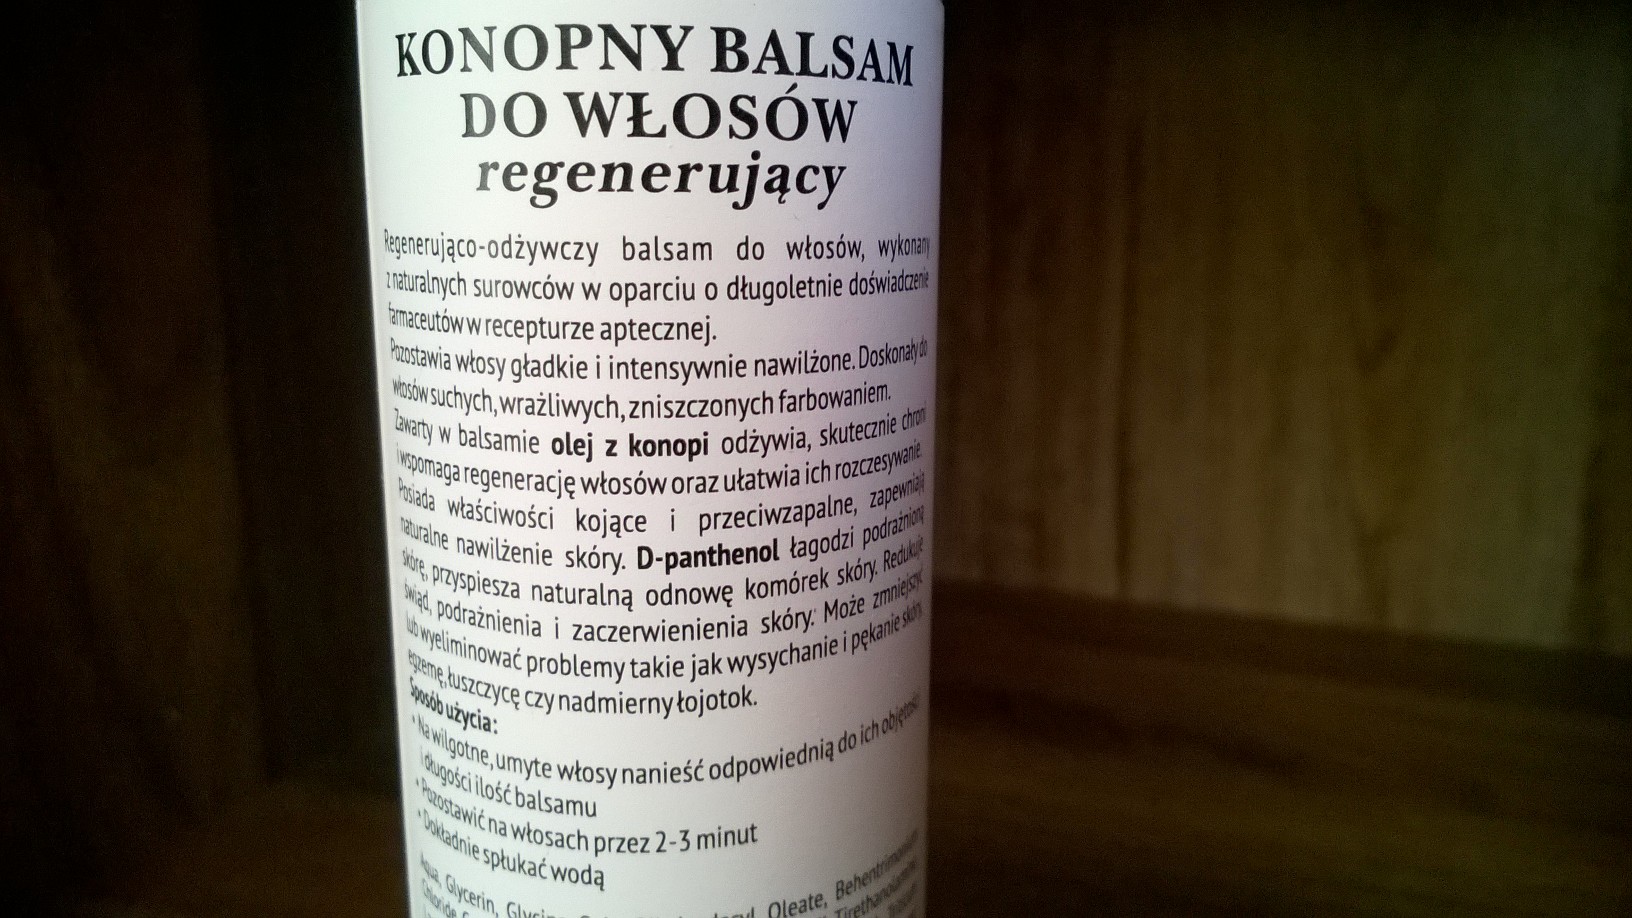 KONOPNY BALSAM
DO WŁOSÓW
regenerujący
Regenerująco-odżywczy balsam do włosów, wykonany
z naturalnych surowców w oparciu o długoletnie doświadczenie
farmaceutów w recepturze aptecznej.
Pozostawia włosy gładkie i intensywnie nawilżone. Doskonały do
włosów suchych, wrażliwych, zniszczonych farbowaniem.
Zawarty w balsamie olej z konopi odżywia, skutecznie chroni
i wspomaga regenerację włosów oraz ułatwia ich rozczesywanie.
Posiada właściwości kojące i przeciwzapalne, zapewniają
naturalne nawilżenie skóry. D-panthenol łagodzi podrażnioną
skórę, przyspiesza naturalną odnowę komórek skóry. Redukuje
świąd, podrażnienia i zaczerwienienia skóry. Może zmniejszyć
lub wyeliminować problemy takie jak wysychanie i pękanie skóry,
egzemę, łuszczycę czy nadmierny łojotok.
Sposób użycia:
• Na wilgotne, umyte włosy nanieść odpowiednią do ich objętości
i długości ilość balsamu
• Pozostawić na włosach przez 2-3 minut
• Dokładnie spłukać wodą
Aqua, Glycerin, Oleate, Behentrimonium
Chloride